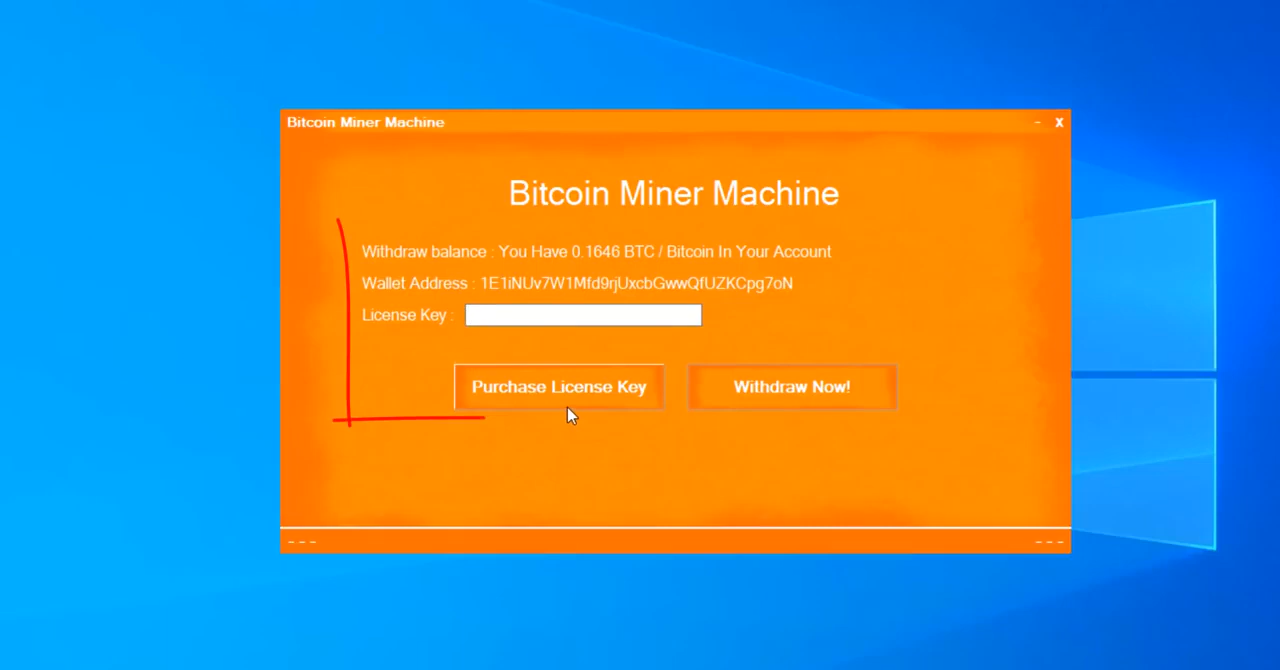 Bitcoin Miner Machine - X
Bitcoin Miner Machine
Withdraw balance : You Have 0.1646 BTC / Bitcoin In Your Account
Wallet Address : 1E1iNUv7W1Mfd9rjUxcbGwwQfUZKCpg7oN
License Key :
Purchase License Key
Withdraw Now!
- - - - - -